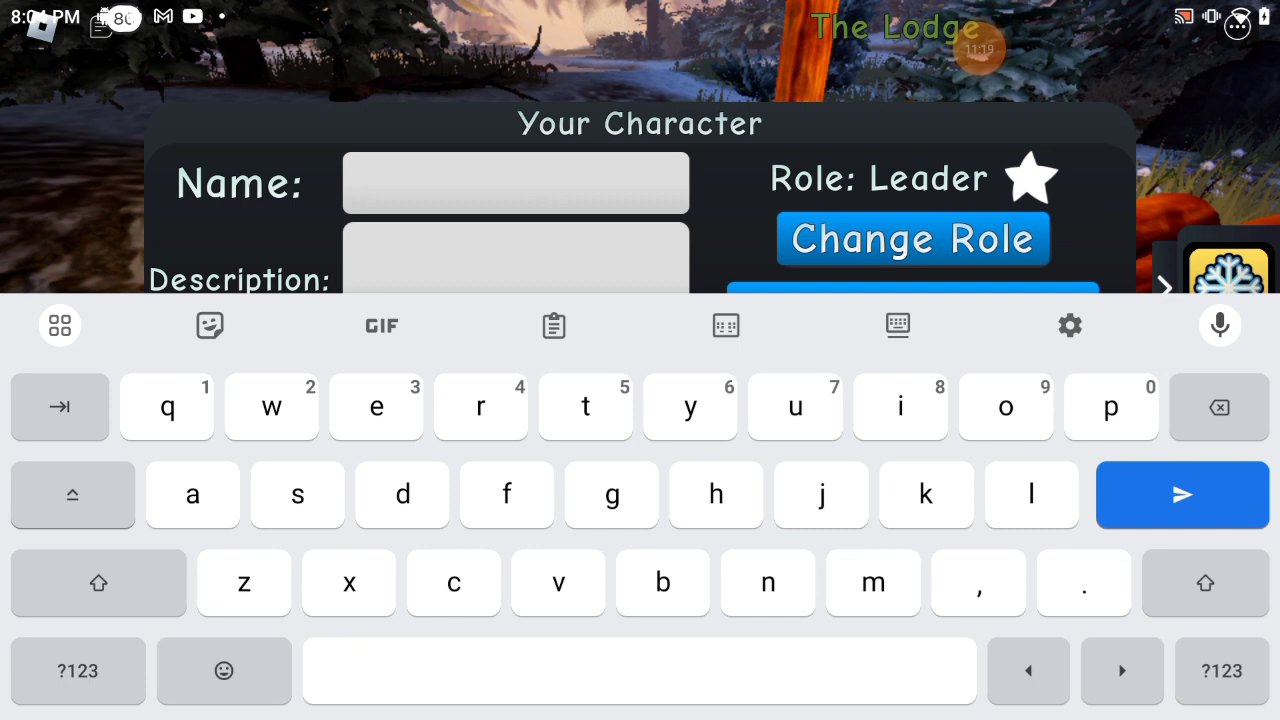 8:04 PM 86
The Lodge
11:19
Your Character
Name:
Role: Leader
Change Role
Description:
GIF
q 1 w 2 e 3 r 4 t 5 y 6 u 7 i 8 o 9 p 0
a s d f g h j k l
z x c v b n m , .
?123 ?123